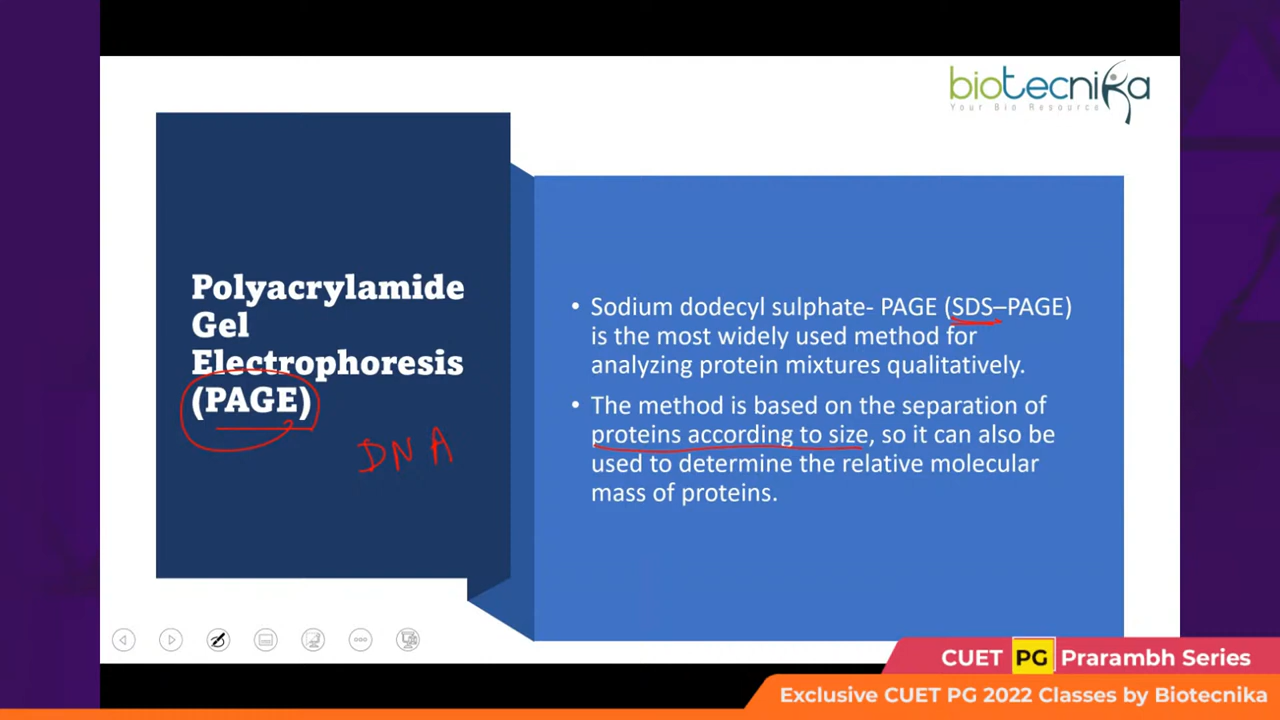 biotecnika
Your Bio Resource
Polyacrylamide
Gel
Electrophoresis
(PAGE)
DNA
• Sodium dodecyl sulphate- PAGE (SDS–PAGE)
is the most widely used method for
analyzing protein mixtures qualitatively.
• The method is based on the separation of
proteins according to size, so it can also be
used to determine the relative molecular
mass of proteins.
CUET PG Prarambh Series
Exclusive CUET PG 2022 Classes by Biotecnika